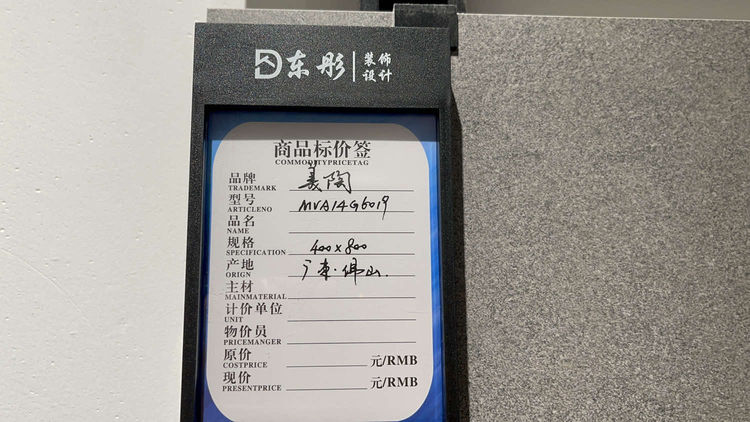 D东彤 装饰设计
商品标价签
COMMODITYPRICETAG
品牌 美陶
TRADEMARK
型号 MVA14G6019
ARTICLENO
品名
NAME
规格 400x800
SPECIFICATION
产地 广东·佛山.
ORIGN
主材
MAINMATERIAL
计价单位
UNIT
物价员
PRICEMANGER
原价 元/RMB
COSTPRICE
现价 元/RMB
PRESENTPRICE